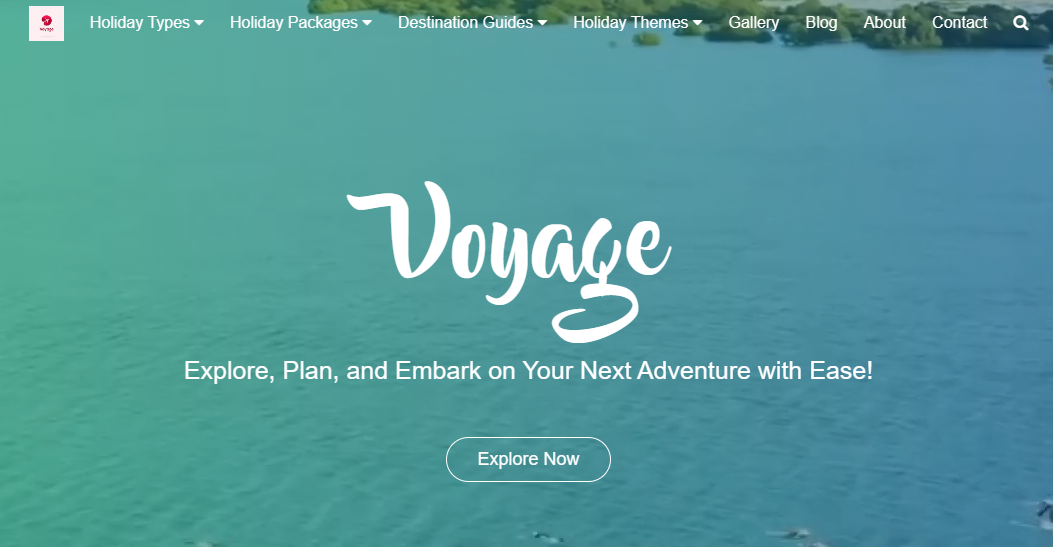 voyage
Holiday Types Holiday Packages Destination Guides Holiday Themes Gallery Blog About Contact
Voyage
Explore, Plan, and Embark on Your Next Adventure with Ease!
Explore Now